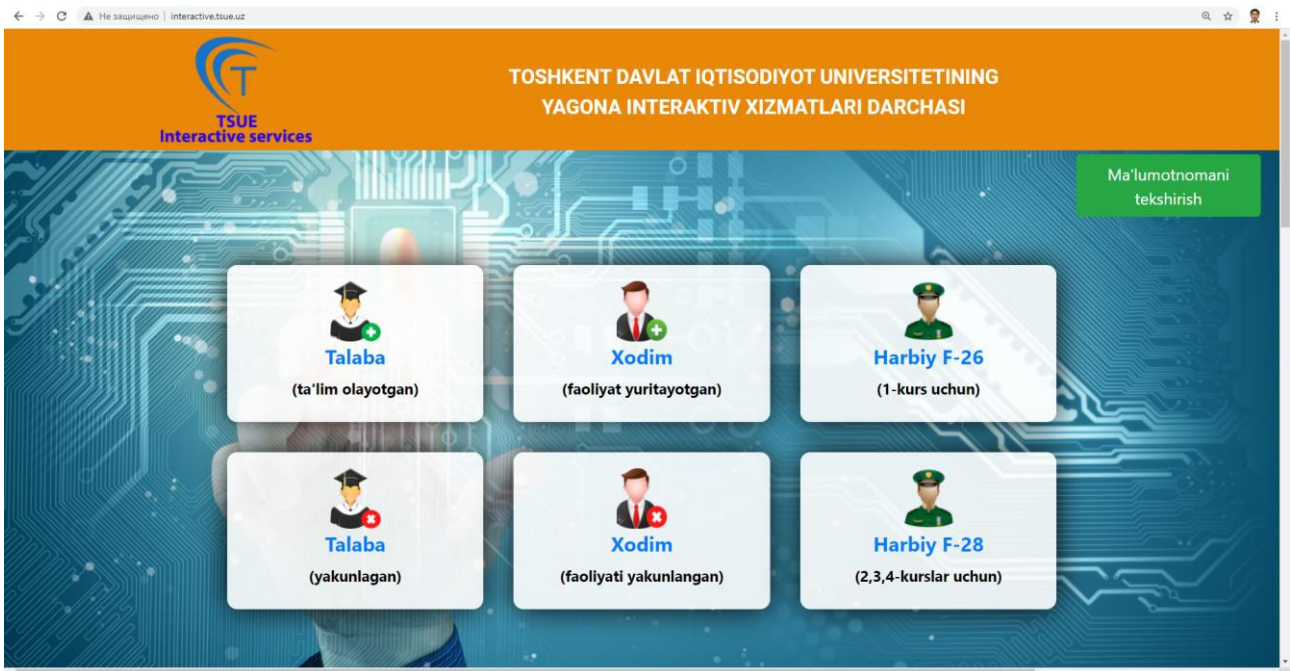 Не защищено | interactive.tsue.uz
T
TSUE
Interactive services
TOSHKENT DAVLAT IQTISODIYOT UNIVERSITETINING
YAGONA INTERAKTIV XIZMATLARI DARCHASI
Ma'lumotnomani
tekshirish
Talaba
(ta'lim olayotgan)
Xodim
(faoliyat yuritayotgan)
Harbiy F-26
(1-kurs uchun)
Talaba
(yakunlagan)
Xodim
(faoliyati yakunlangan)
Harbiy F-28
(2,3,4-kurslar uchun)